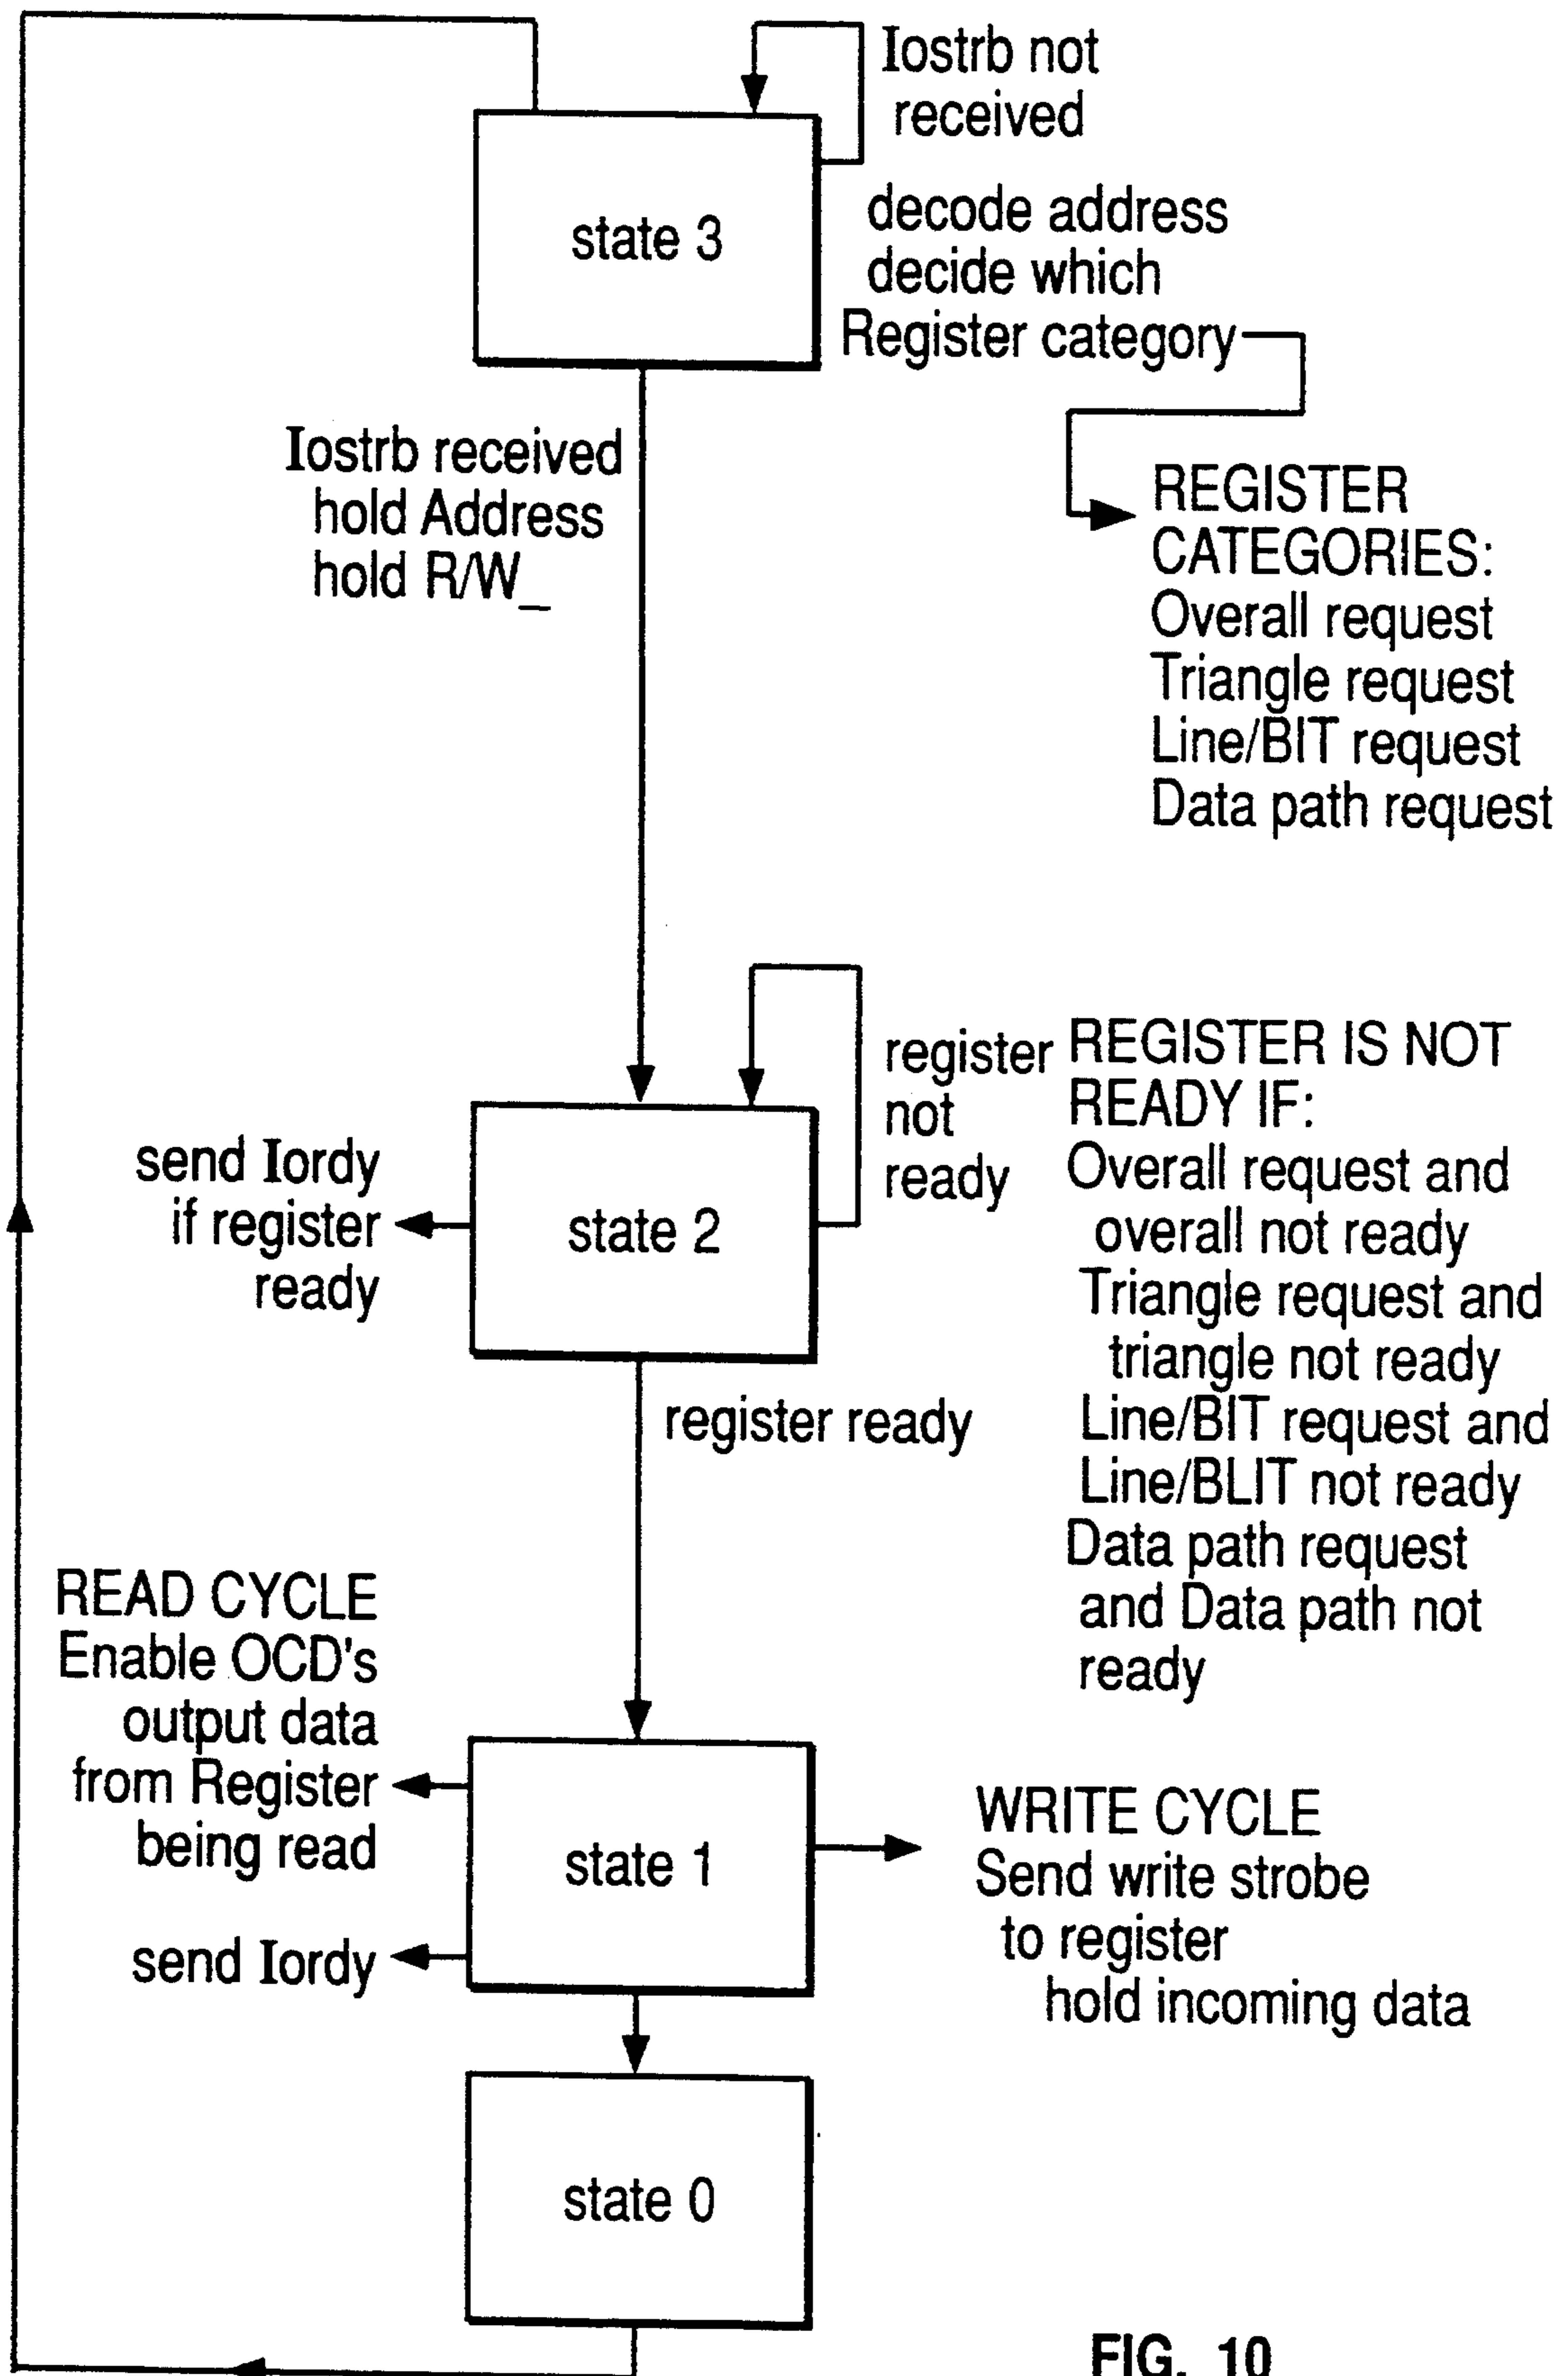 Iostrb not
received
state 3
decode address
decide which
Register category
Iostrb received
hold Address
hold R/W_
REGISTER
CATEGORIES:
Overall request
Triangle request
Line/BIT request
Data path request
register
not
ready
REGISTER IS NOT
READY IF:
Overall request and
overall not ready
Triangle request and
triangle not ready
Line/BIT request and
Line/BLIT not ready
Data path request
and Data path not
ready
send Iordy
if register
ready
state 2
register ready
READ CYCLE
Enable OCD's
output data
from Register
being read
send Iordy
state 1
WRITE CYCLE
Send write strobe
to register
hold incoming data
state 0
FIG. 10